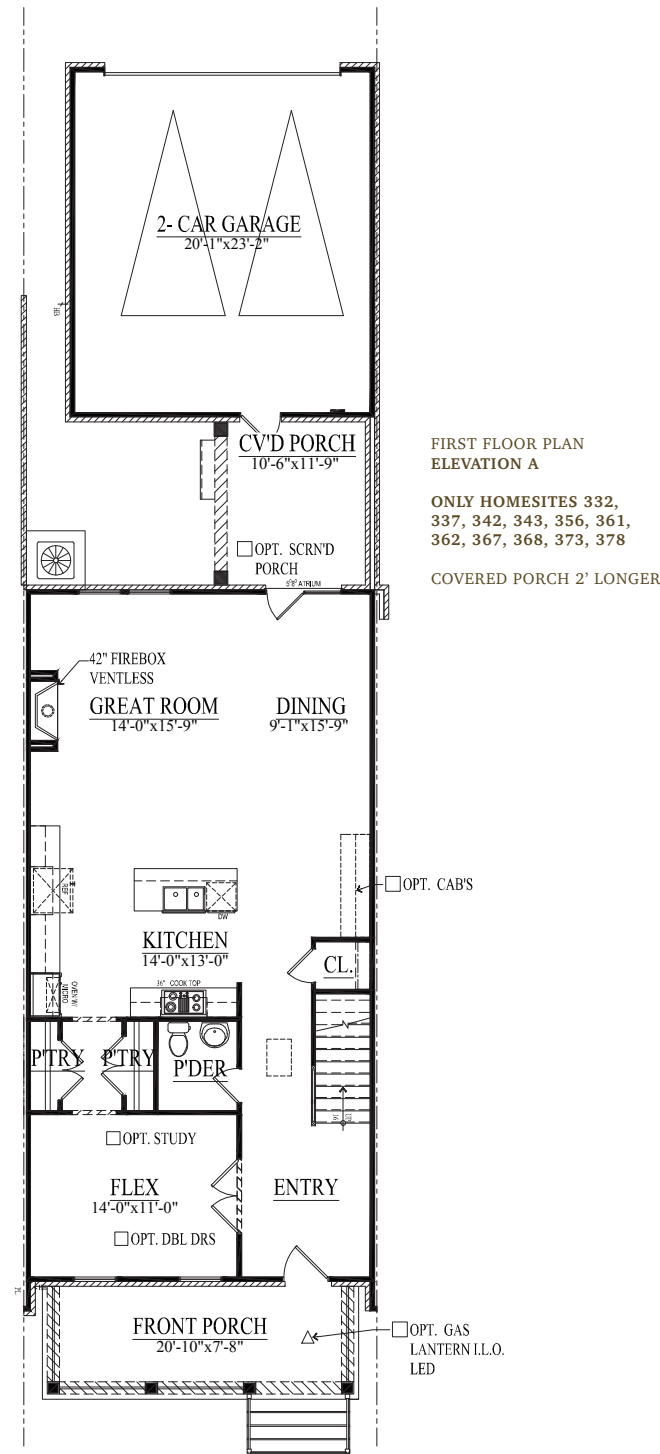 2- CAR GARAGE
20'-1"x23'-2"
CV'D PORCH
10'-6"x11'-9"
FIRST FLOOR PLAN
ELEVATION A
ONLY HOMESITES 332,
337, 342, 343, 356, 361,
362, 367, 368, 373, 378
COVERED PORCH 2' LONGER
OPT. SCRN'D
PORCH
5'8" ATRIUM
42" FIREBOX
VENTLESS
GREAT ROOM
14'-0"x15'-9"
DINING
9'-1"x15'-9"
REF
DW
OPT. CAB'S
KITCHEN
14'-0"x13'-0"
CL.
OVEN W/
MICRO
36" COOK TOP
P'TRY
P'TRY
P'DER
OPT. STUDY
FLEX
14'-0"x11'-0"
ENTRY
OPT. DBL DRS
FRONT PORCH
20'-10"x7'-8"
OPT. GAS
LANTERN I.L.O.
LED